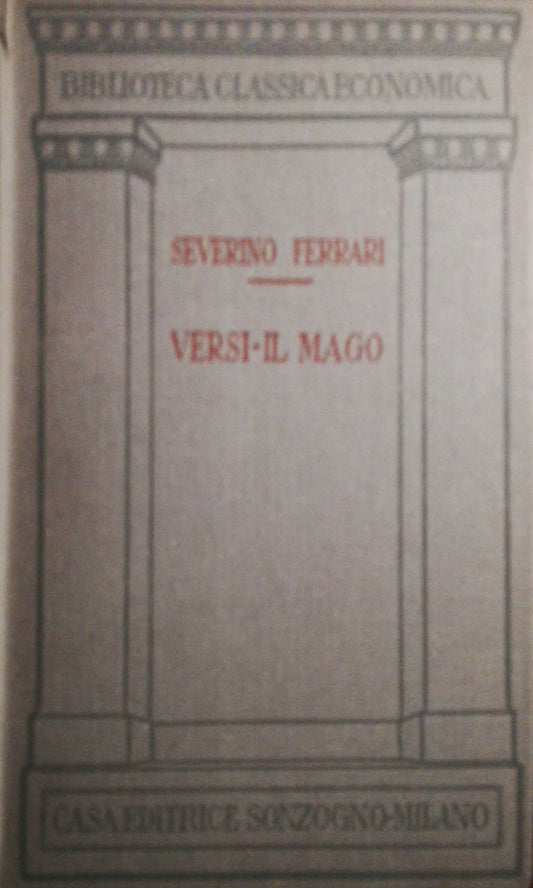 BIBLIOTECA CLASSICA ECONOMICA
SEVERINO FERRARI
VERSI-IL MAGO
CASA EDITRICE SONZOGNO-MILANO